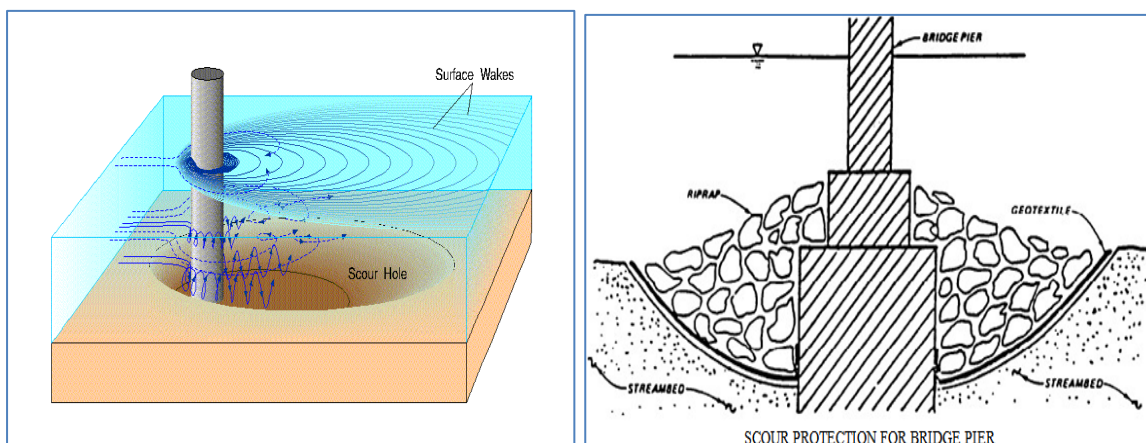 Surface Wakes
Scour Hole
BRIDGE PIER
RIPRAP
GEOTEXTILE
STREAMBED
STREAMBED
SCOUR PROTECTION FOR BRIDGE PIER